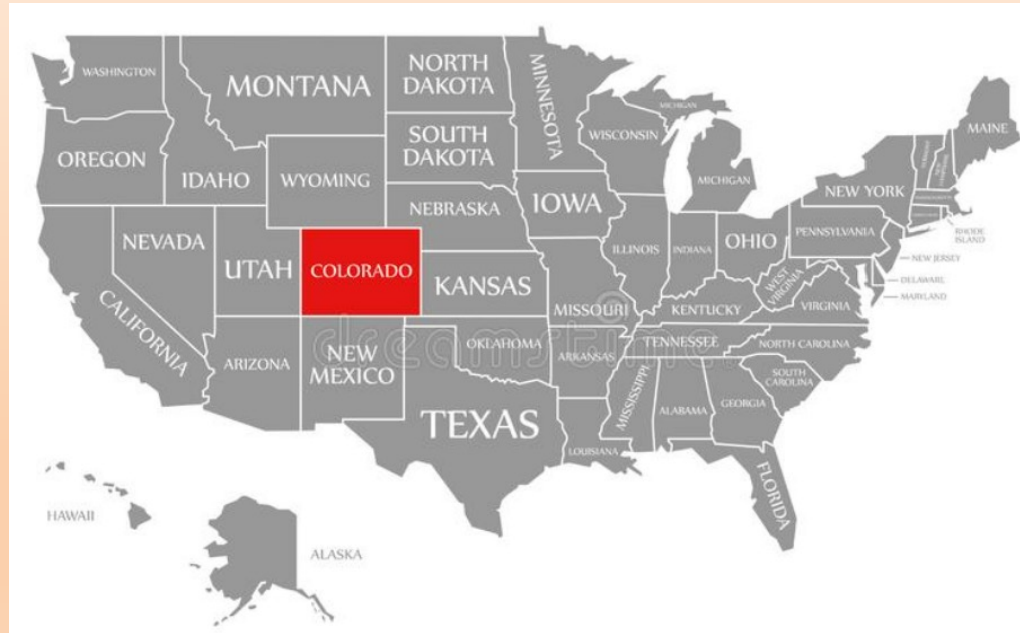 WASHINGTON
MONTANA
NORTH
DAKOTA
MINNESOTA
MICHIGAN
MAINE
OREGON
IDAHO
WYOMING
SOUTH
DAKOTA
WISCONSIN
MICHIGAN
VERMONT
NEW HAMPSHIRE
NEW YORK
NEBRASKA
IOWA
PENNSYLVANIA
RHODE
ISLAND
NEVADA
UTAH
COLORADO
KANSAS
ILLINOIS
INDIANA
OHIO
NEW JERSEY
WEST
VIRGINIA
DELAWARE
MARYLAND
CALIFORNIA
MISSOURI
KENTUCKY
VIRGINIA
ARIZONA
NEW
MEXICO
OKLAHOMA
ARKANSAS
TENNESSEE
NORTH CAROLINA
dreamstime
SOUTH
CAROLINA
TEXAS
MISSISSIPPI
ALABAMA
GEORGIA
LOUISIANA
FLORIDA
HAWAII
ALASKA